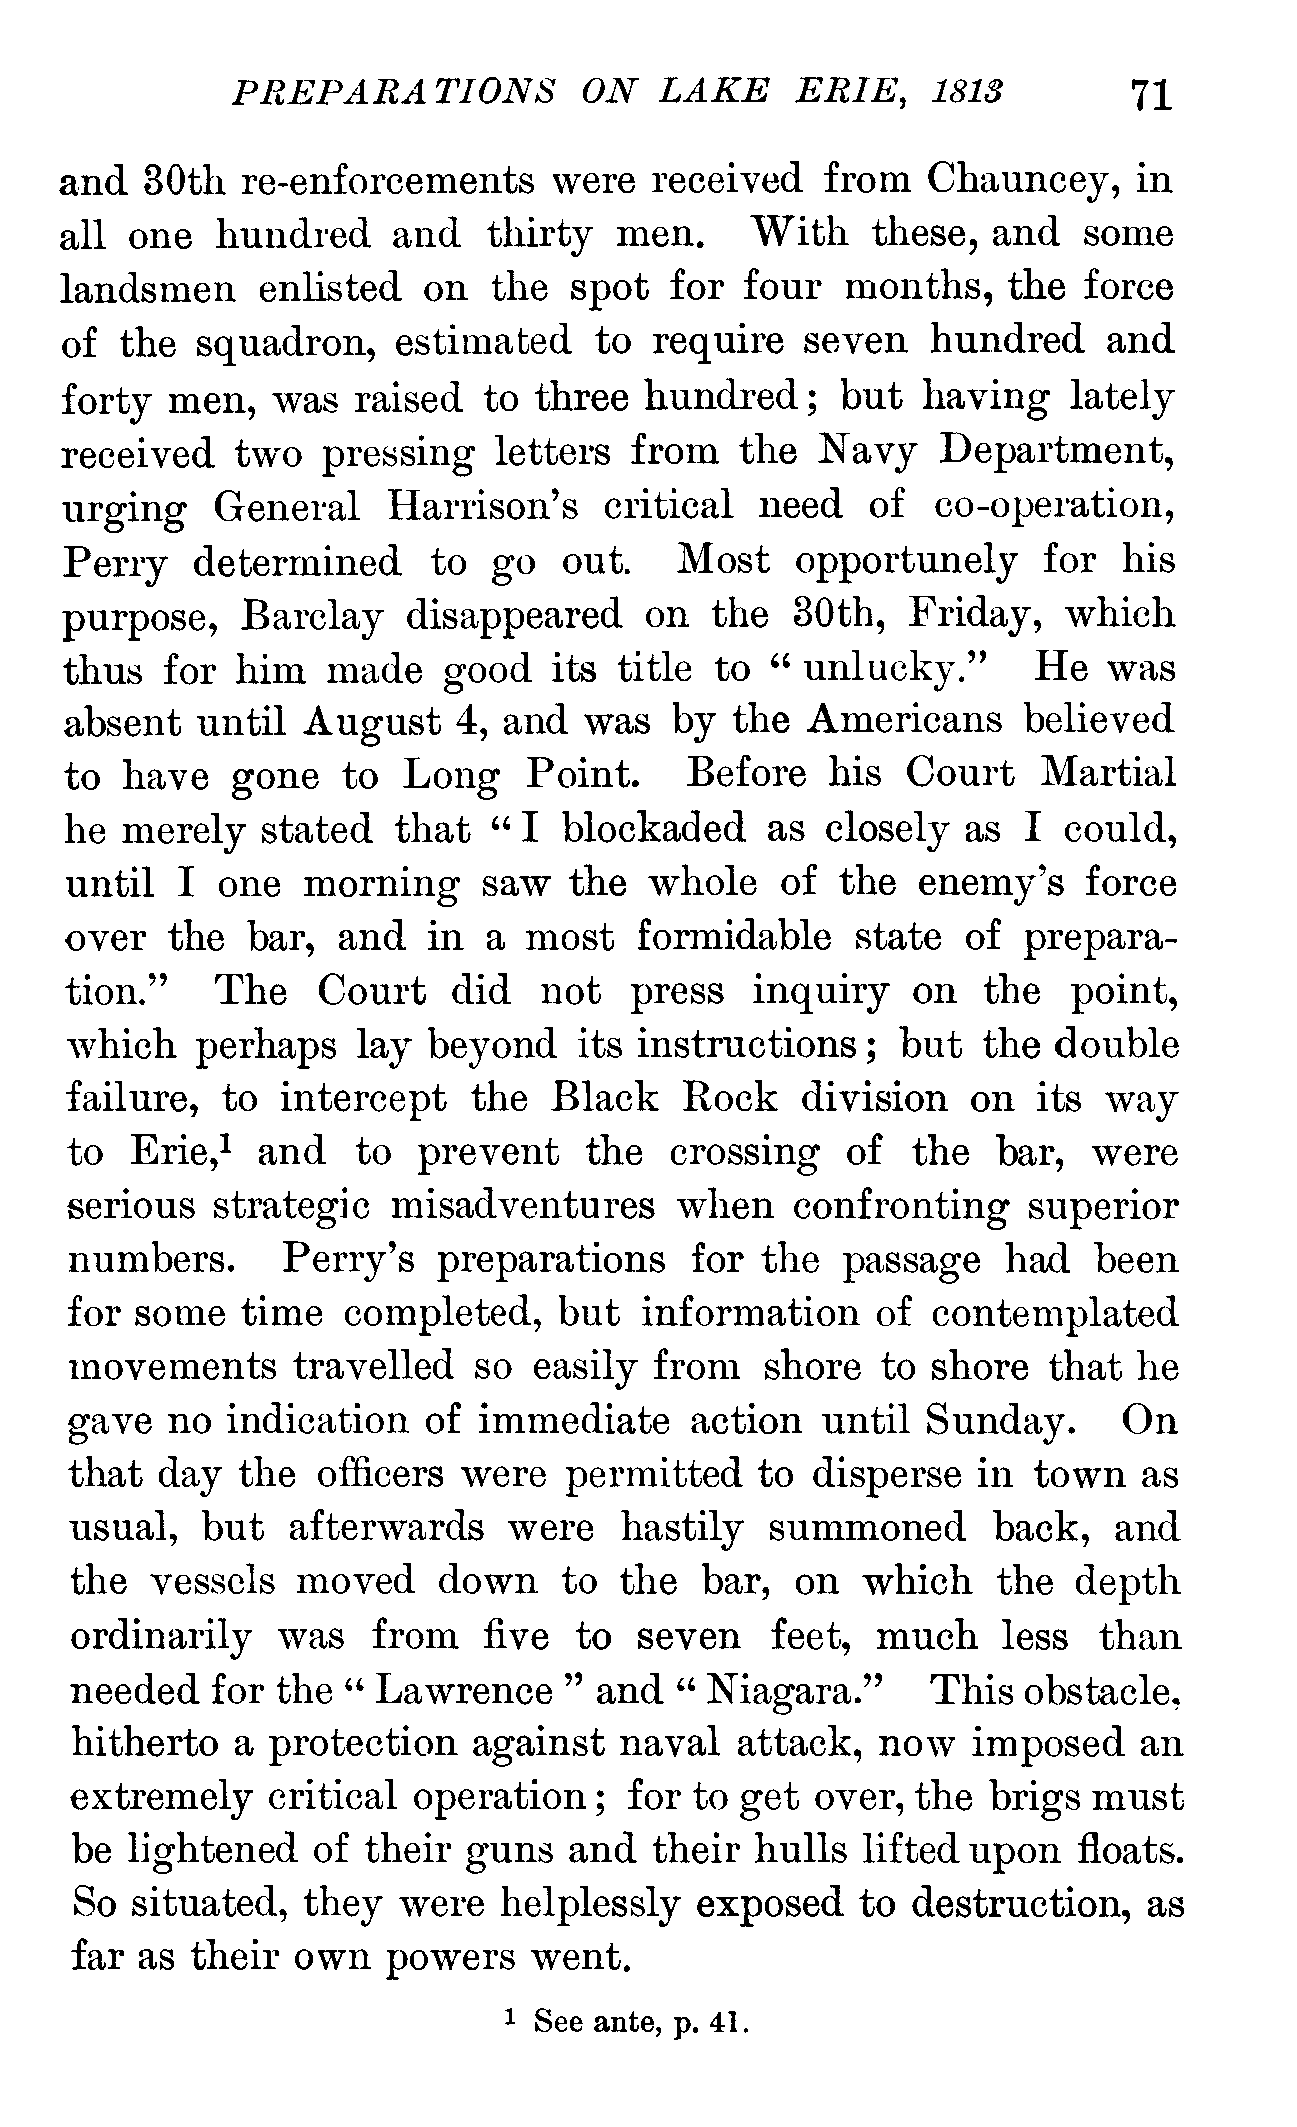 PREPARATIONS ON LAKE ERIE, 1813 71
and 30th re-enforcements were received from Chauncey, in
all one hundred and thirty men. With these, and some
landsmen enlisted on the spot for four months, the force
of the squadron, estimated to require seven hundred and
forty men, was raised to three hundred; but having lately
received two pressing letters from the Navy Department,
urging General Harrison's critical need of co-operation,
Perry determined to go out. Most opportunely for his
purpose, Barclay disappeared on the 30th, Friday, which
thus for him made good its title to “ unlucky.” He was
absent until August 4, and was by the Americans believed
to have gone to Long Point. Before his Court Martial
he merely stated that “ I blockaded as closely as I could,
until I one morning saw the whole of the enemy's force
over the bar, and in a most formidable state of prepara-
tion.” The Court did not press inquiry on the point,
which perhaps lay beyond its instructions; but the double
failure, to intercept the Black Rock division on its way
to Erie,¹ and to prevent the crossing of the bar, were
serious strategic misadventures when confronting superior
numbers. Perry's preparations for the passage had been
for some time completed, but information of contemplated
movements travelled so easily from shore to shore that he
gave no indication of immediate action until Sunday. On
that day the officers were permitted to disperse in town as
usual, but afterwards were hastily summoned back, and
the vessels moved down to the bar, on which the depth
ordinarily was from five to seven feet, much less than
needed for the “ Lawrence ” and “ Niagara.” This obstacle,
hitherto a protection against naval attack, now imposed an
extremely critical operation; for to get over, the brigs must
be lightened of their guns and their hulls lifted upon floats.
So situated, they were helplessly exposed to destruction, as
far as their own powers went.
¹ See ante, p. 41.